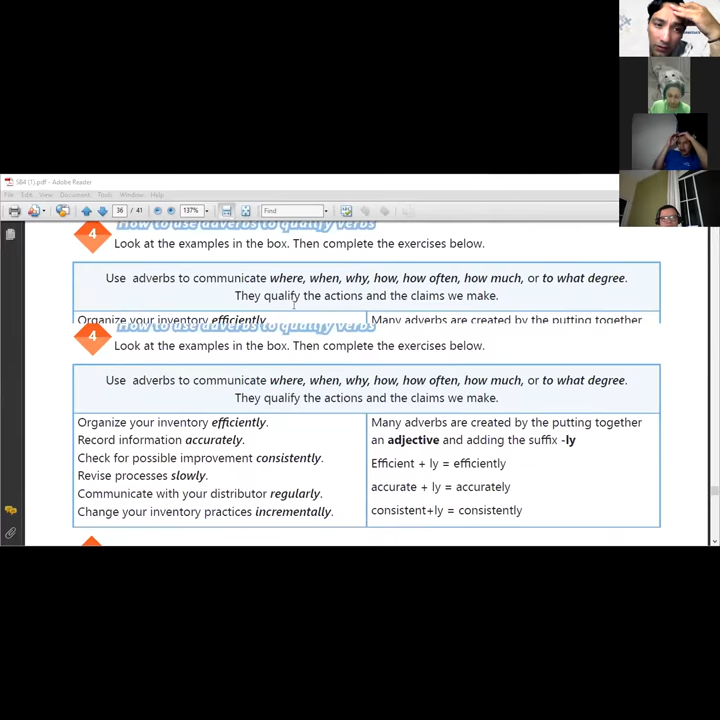 SB4 (1).pdf - Adobe Reader
File Edit View Document Tools Window Help
36 / 41 137% Find
4 How to use adverbs to qualify verbs
Look at the examples in the box. Then complete the exercises below.
Use adverbs to communicate where, when, why, how, how often, how much, or to what degree.
They qualify the actions and the claims we make.
Organize your inventory efficiently.
Many adverbs are created by the putting together
4 How to use adverbs to qualify verbs
Look at the examples in the box. Then complete the exercises below.
Use adverbs to communicate where, when, why, how, how often, how much, or to what degree.
They qualify the actions and the claims we make.
Organize your inventory efficiently.
Record information accurately.
Check for possible improvement consistently.
Revise processes slowly.
Communicate with your distributor regularly.
Change your inventory practices incrementally.
Many adverbs are created by the putting together
an adjective and adding the suffix -ly
Efficient + ly = efficiently
accurate + ly = accurately
consistent+ly = consistently